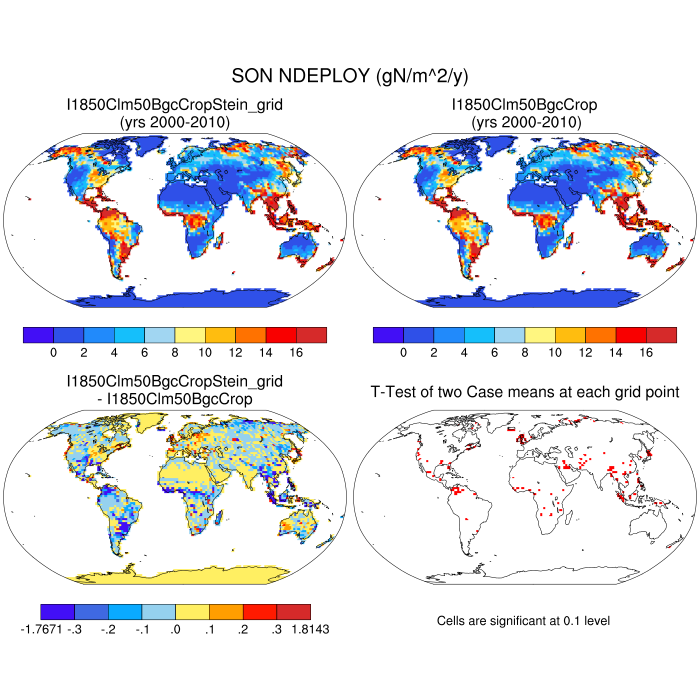 SON NDEPLOY (gN/m^2/y)
I1850Clm50BgcCropStein_grid
(yrs 2000-2010)
I1850Clm50BgcCrop
(yrs 2000-2010)
0 2 4 6 8 10 12 14 16
0 2 4 6 8 10 12 14 16
I1850Clm50BgcCropStein_grid
- I1850Clm50BgcCrop
T-Test of two Case means at each grid point
-1.7671 -.3 -.2 -.1 .0 .1 .2 .3 1.8143
Cells are significant at 0.1 level